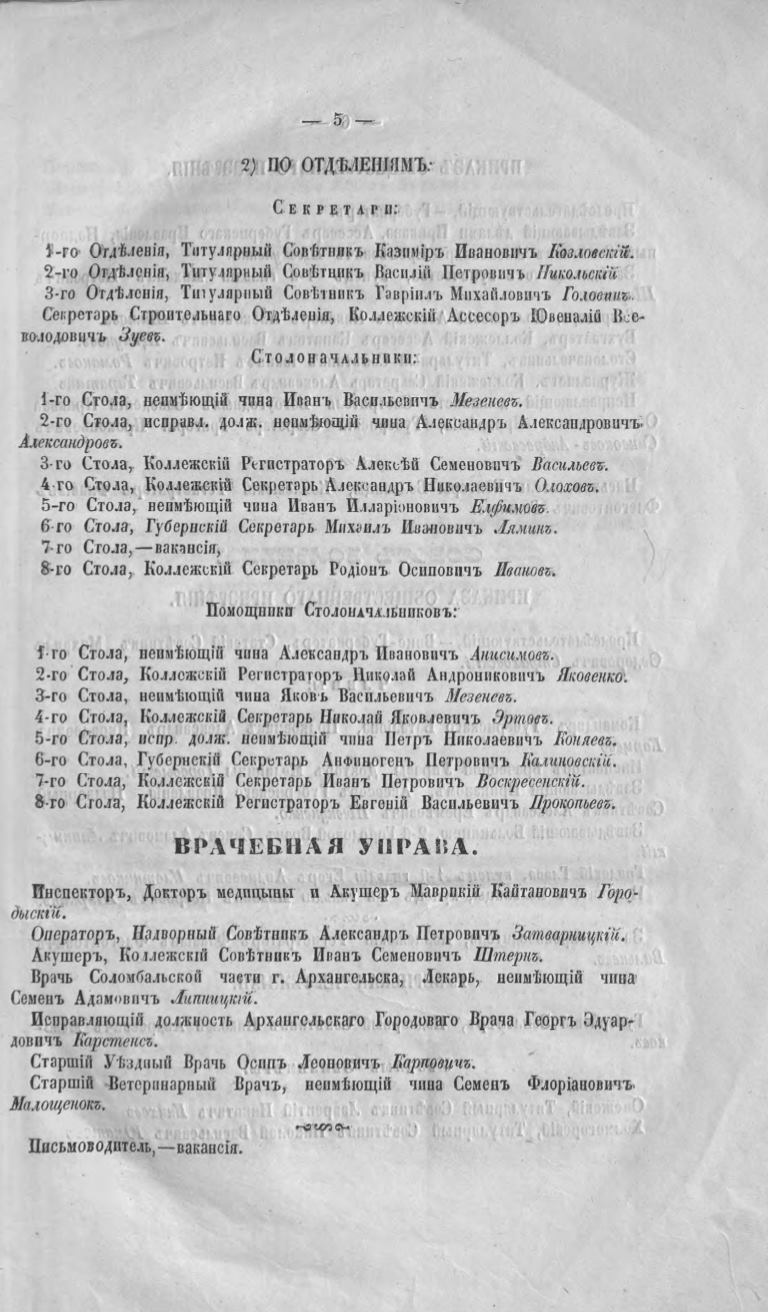 — 5 —
2) ПО ОТДѢЛЕНІЯМЪ:
Секретари:
1-го Отдѣленія, Титулярный Совѣтникъ Казиміръ Ивановичъ Козловскій.
2-го Отдѣленія, Титулярный Совѣтникъ Василій Петровичъ Никольскій
3-го Отдѣленія, Титулярный Совѣтникъ Гавріилъ Михайловичъ Головинъ.
Секретарь Строительнаго Отдѣленія, Коллежскій Ассесоръ Ювеналій Все-
володовичъ Зуевъ.
Столоначальники:
1-го Стола, неимѣющій чина Иванъ Васильевичъ Мезеневъ.
2-го Стола, исправл. долж. неимѣющій чина Александръ Александровичъ
Александровъ.
3-го Стола, Коллежскій Регистраторъ Алексѣй Семеновичъ Васильевъ.
4-го Стола, Коллежскій Секретарь Александръ Николаевичъ Олоховъ.
5-го Стола, неимѣющій чина Иванъ Илларіоновичъ Ефимовъ.
6-го Стола, Губернскій Секретарь Михаилъ Ивановичъ Ляминъ.
7-го Стола,—вакансія,
8-го Стола, Коллежскій Секретарь Родіонъ Осиповичъ Ивановъ.
Помощники Столоначальниковъ:
1-го Стола, неимѣющій чина Александръ Ивановичъ Анисимовъ.
2-го Стола, Коллежскій Регистраторъ Николай Андрониковичъ Яковенко.
3-го Стола, неимѣющій чина Яковъ Васильевичъ Мезеневъ.
4-го Стола, Коллежскій Секретарь Николай Яковлевичъ Эртовъ.
5-го Стола, испр. долж. неимѣющій чина Петръ Николаевичъ Коняевъ.
6-го Стола, Губернскій Секретарь Анфиногенъ Петровичъ Калиновскій.
7-го Стола, Коллежскій Секретарь Иванъ Петровичъ Воскресенскій.
8-го Стола, Коллежскій Регистраторъ Евгеній Васильевичъ Прокопьевъ.
ВРАЧЕБНАЯ УПРАВА.
Инспекторъ, Докторъ медицыны и Акушеръ Маврикій Кайтановичъ Горо-
дыскій.
Операторъ, Надворный Совѣтникъ Александръ Петровичъ Затварницкій.
Акушеръ, Коллежскій Совѣтникъ Иванъ Семеновичъ Штернъ.
Врачь Соломбальской части г. Архангельска, Лекарь, неимѣющій чина
Семенъ Адамовичъ Липницкій.
Исправляющій должность Архангельскаго Городоваго Врача Георгъ Эдуар-
довичъ Карстенсъ.
Старшій Уѣздный Врачь Осипъ Леоновичъ Карповичъ.
Старшій Ветеринарный Врачъ, неимѣющій чина Семенъ Флоріановичъ
Малощенокъ.
Письмоводитель,—вакансія.